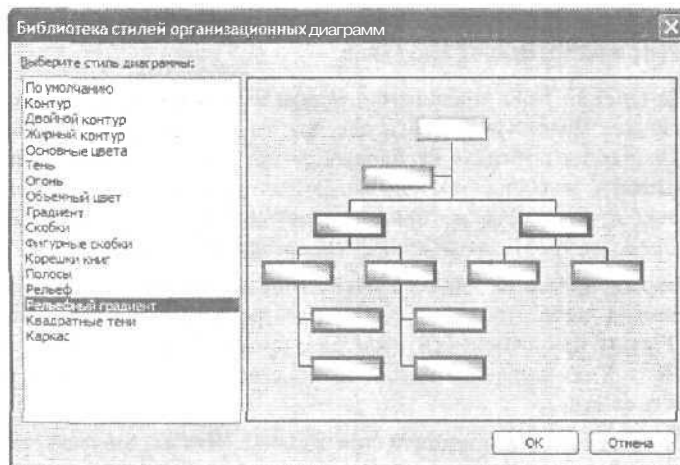 Библиотека стилей организационных диаграмм
Выберите стиль диаграммы:
По умолчанию
Контур
Двойной контур
Жирный контур
Основные цвета
Тень
Огонь
Объемный цвет
Градиент
Скобки
Фигурные скобки
Корешки книг
Полосы
Рельеф
Рельефный градиент
Квадратные тени
Каркас
ОК
Отмена